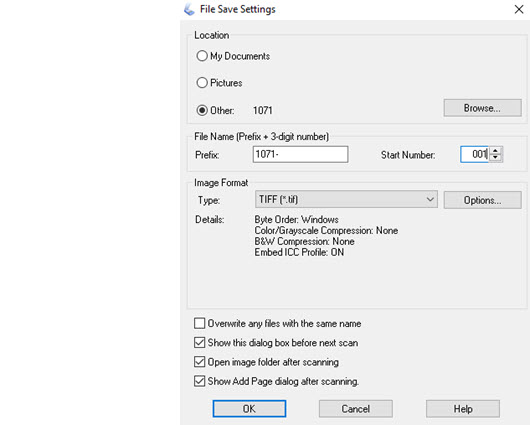 File Save Settings
Location
My Documents
Pictures
Other: 1071
Browse...
File Name (Prefix + 3-digit number)
Prefix: 1071- Start Number: 001
Image Format
Type: TIFF (*.tif) Options...
Details: Byte Order: Windows
Color/Grayscale Compression: None
B&W Compression: None
Embed ICC Profile: ON
Overwrite any files with the same name
Show this dialog box before next scan
Open image folder after scanning
Show Add Page dialog after scanning.
OK Cancel Help